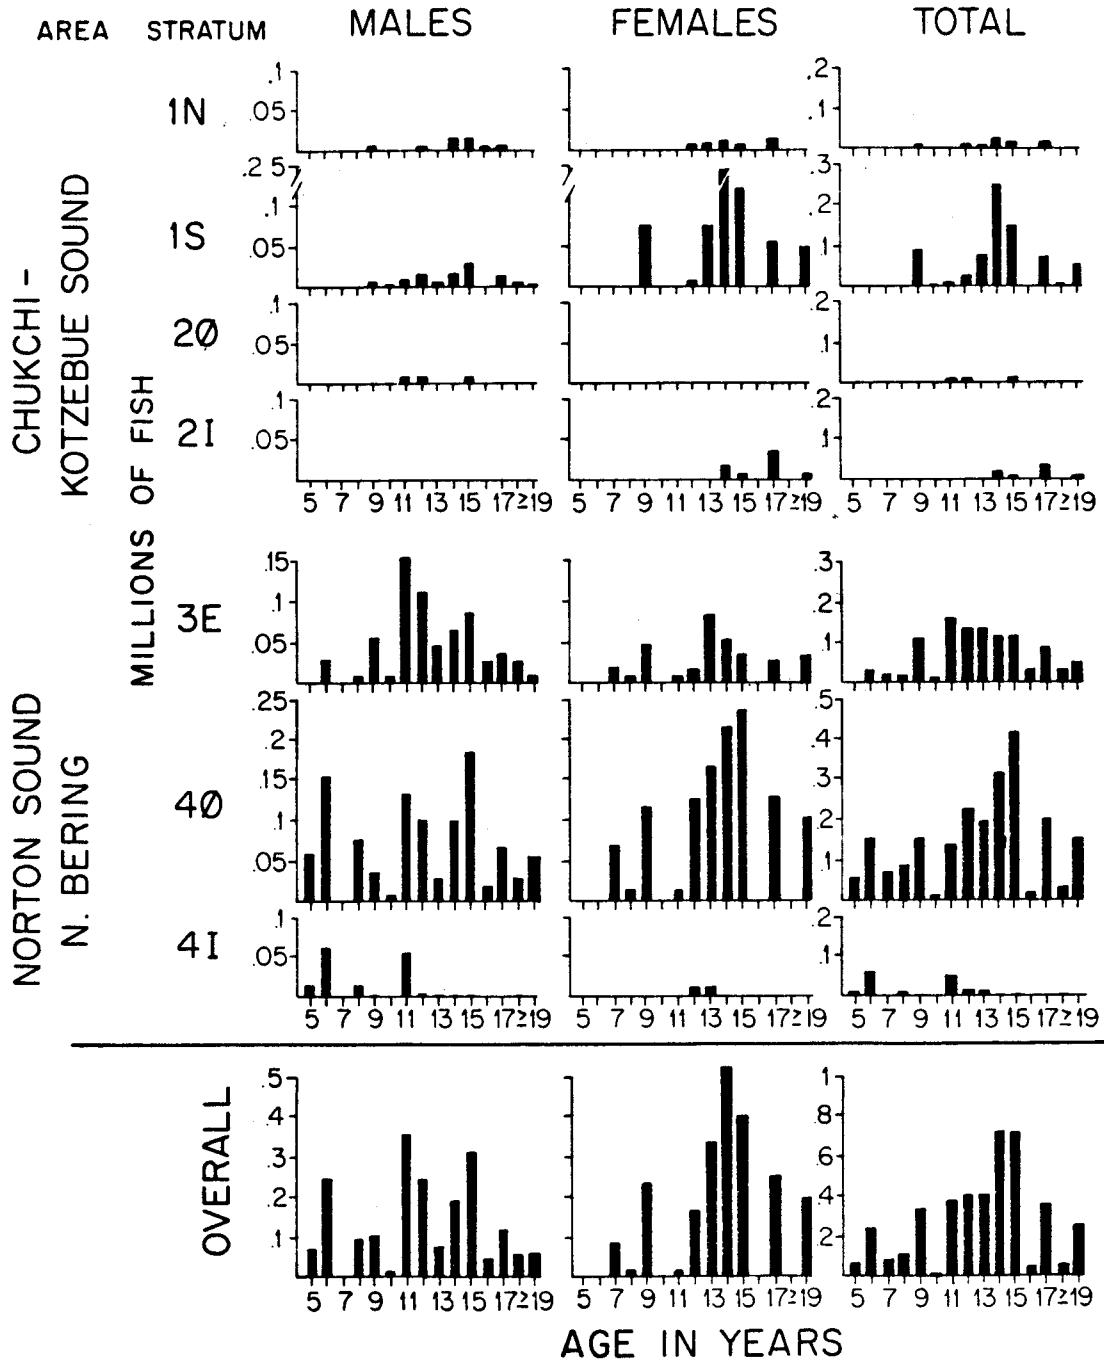 AREA STRATUM MALES FEMALES TOTAL
CHUKCHI -
KOTZEBUE SOUND
NORTON SOUND
N. BERING
MILLIONS OF FISH
1N
.1
.05
.2
.1
1S
.25
.1
.05
.3
.2
.1
2Ø
.1
.05
.2
.1
2I
.1
.05
.2
.1
5 7 9 11 13 15 17 ≥19
5 7 9 11 13 15 17 ≥19
5 7 9 11 13 15 17 ≥19
3E
.15
.1
.05
.3
.2
.1
4Ø
.25
.2
.15
.1
.05
.5
.4
.3
.2
.1
4I
.1
.05
.2
.1
5 7 9 11 13 15 17 ≥19
5 7 9 11 13 15 17 ≥19
5 7 9 11 13 15 17 ≥19
OVERALL
.5
.4
.3
.2
.1
1
.8
.6
.4
.2
5 7 9 11 13 15 17 ≥19
5 7 9 11 13 15 17 ≥19
5 7 9 11 13 15 17 ≥19
AGE IN YEARS